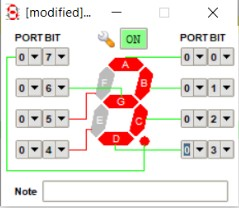 [modified]...
PORT BIT
ON
PORT BIT
0 7
A
0 0
0 6
F
B
0 1
G
0 5
E
C
0 2
0 4
D
0 3
Note